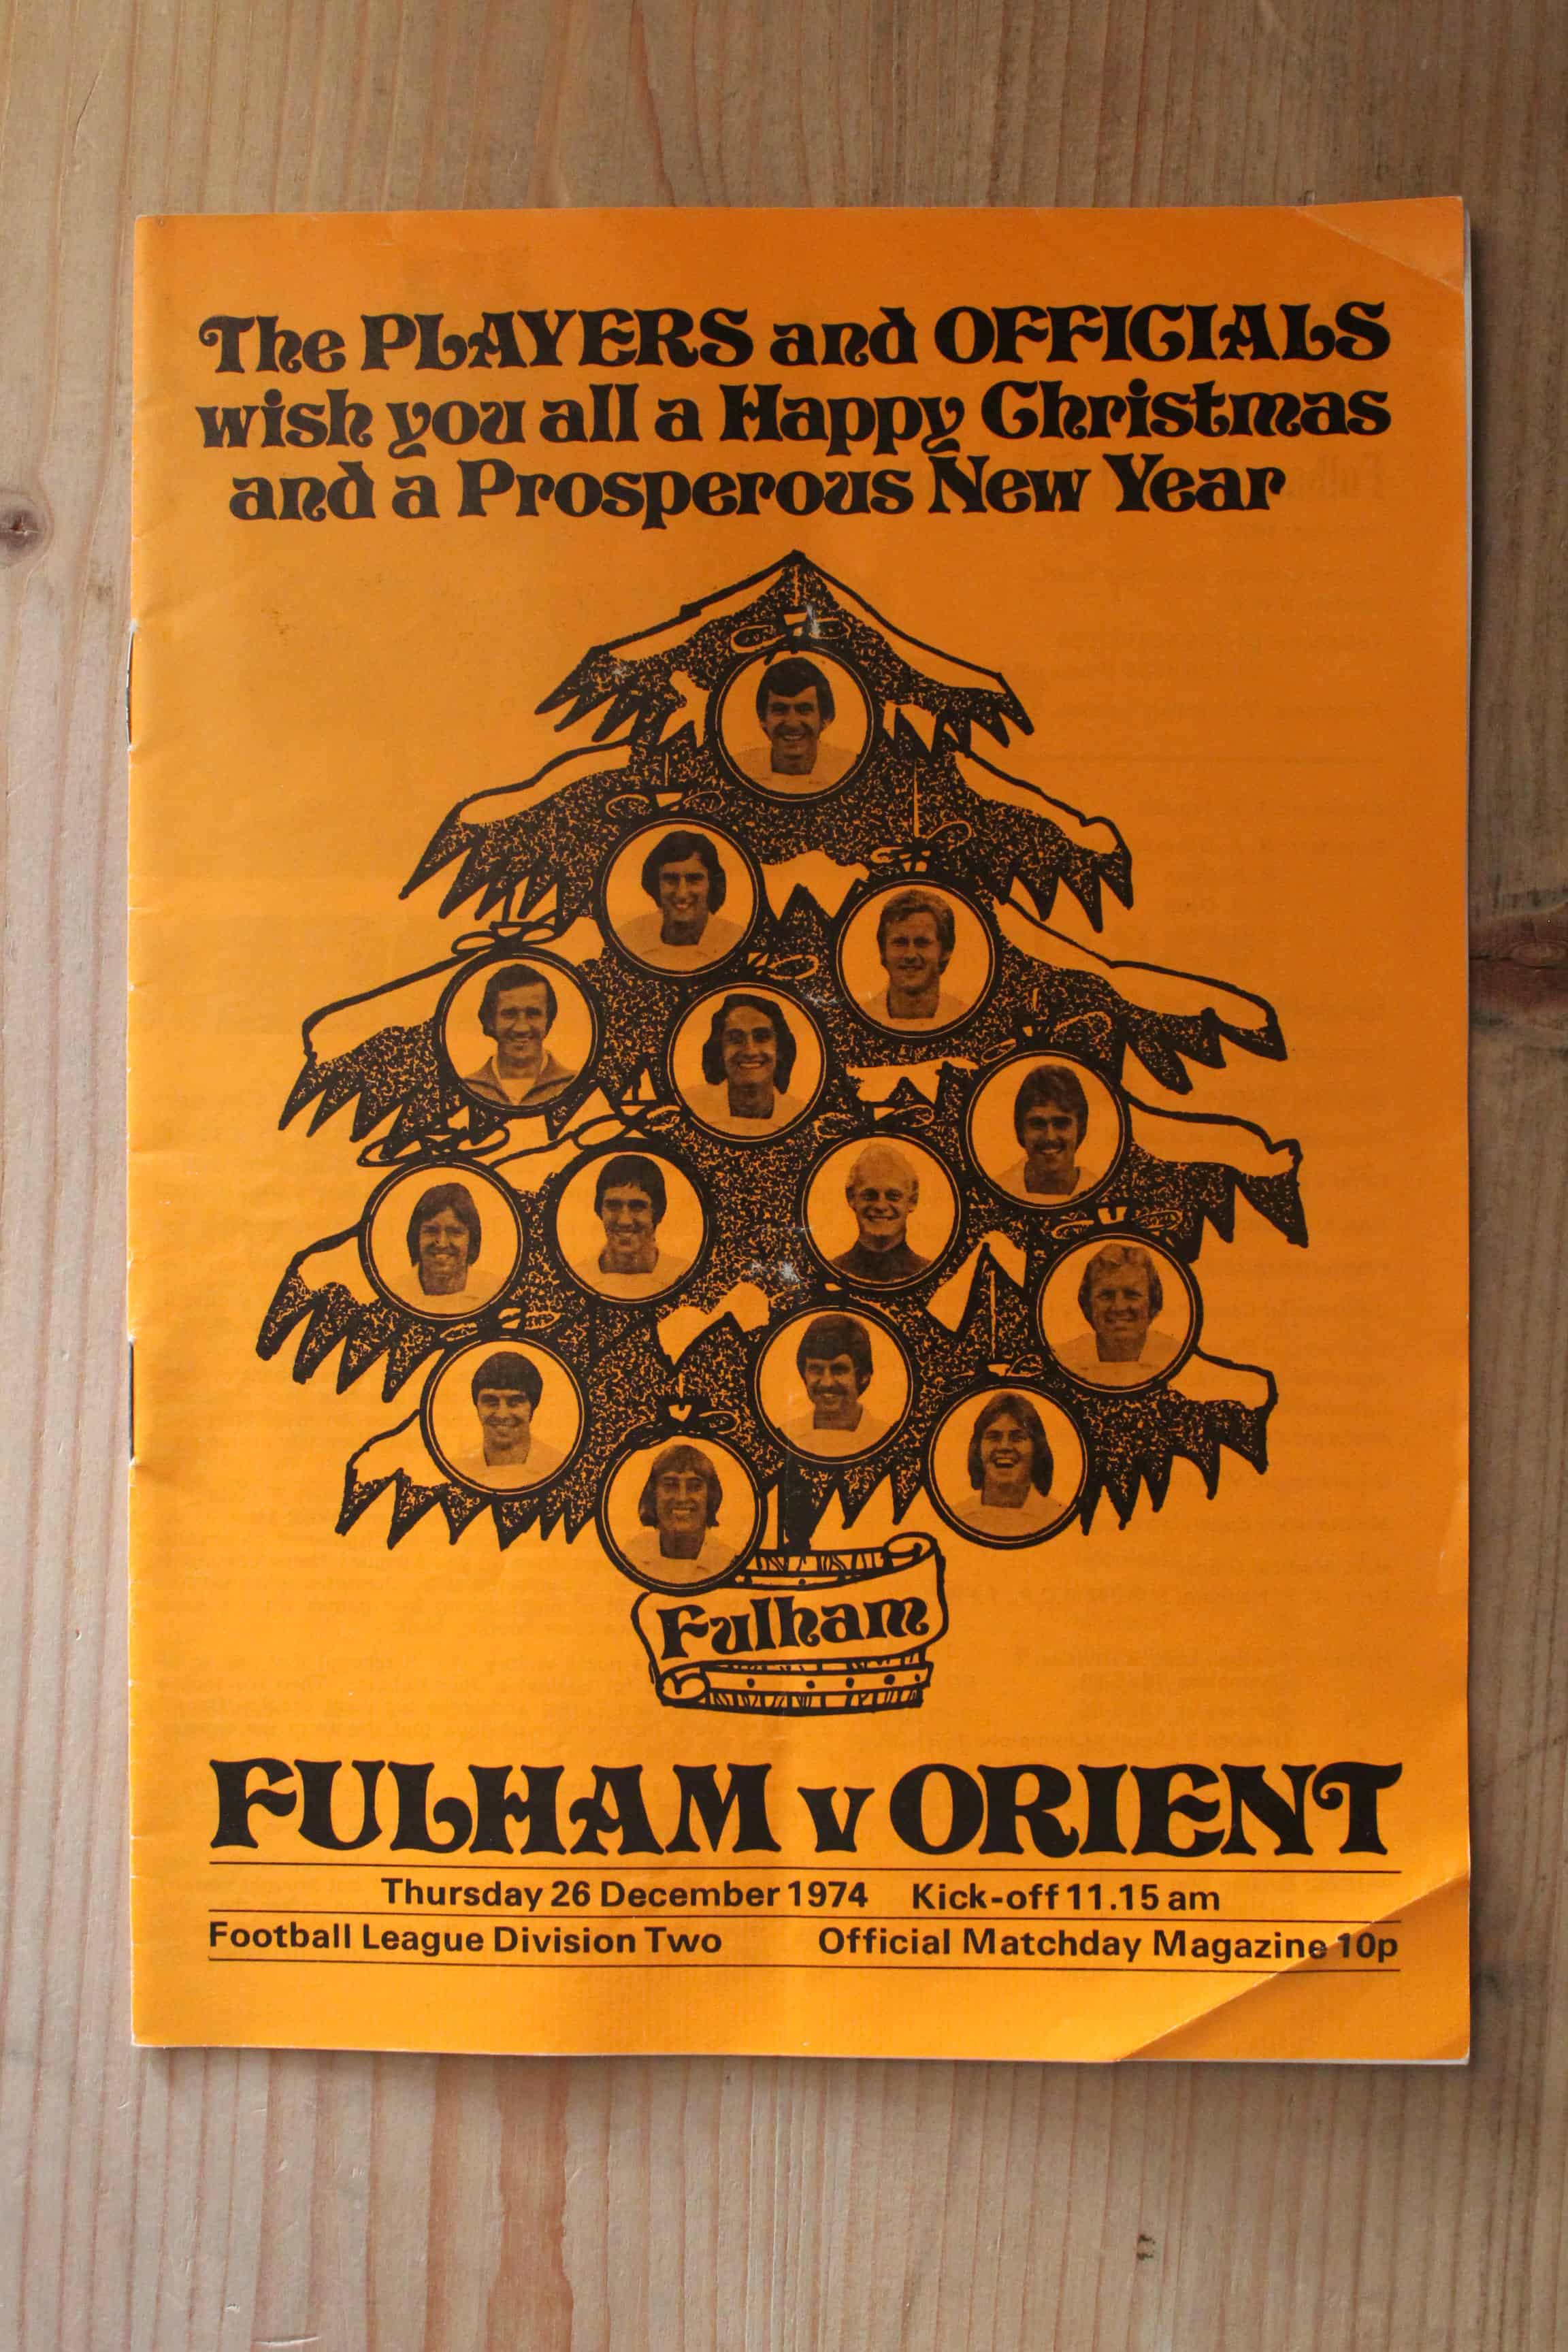 The PLAYERS and OFFICIALS
wish you all a Happy Christmas
and a Prosperous New Year
Fulham
FULHAM v ORIENT
Thursday 26 December 1974 Kick-off 11.15 am
Football League Division Two Official Matchday Magazine 10p